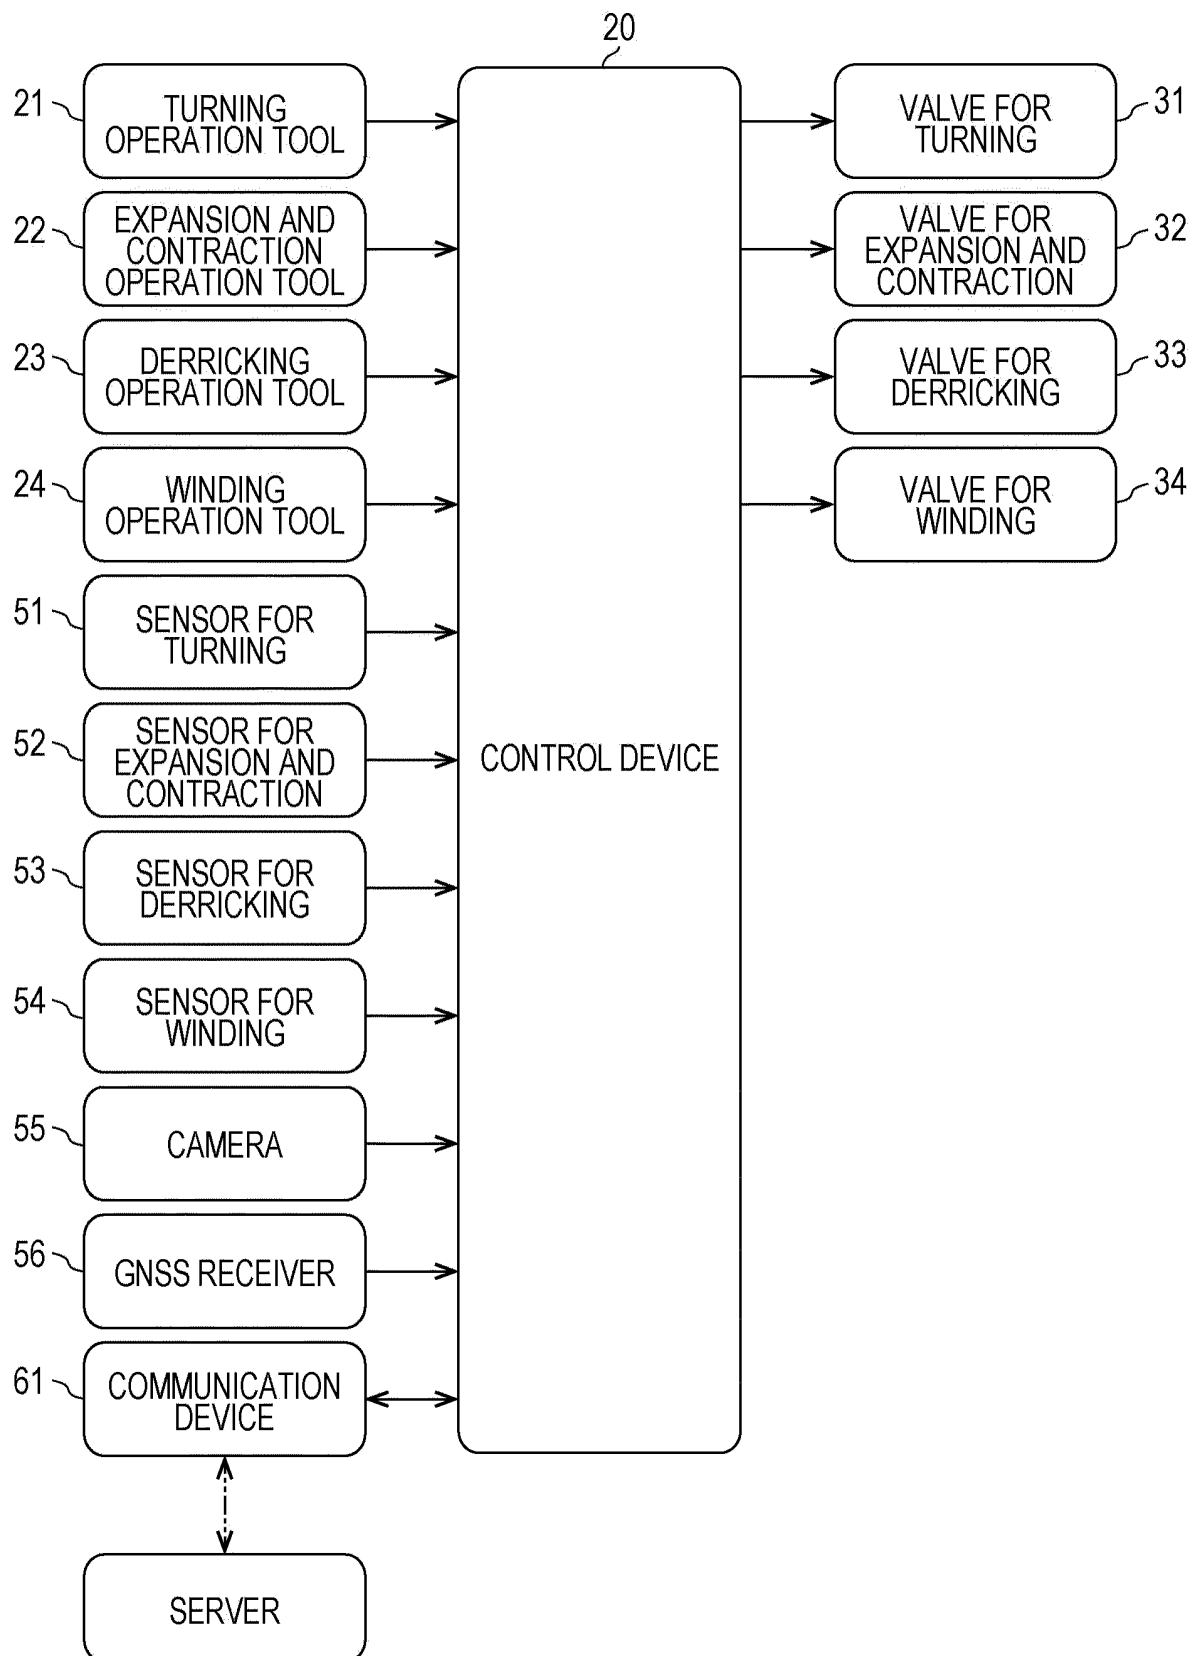 20
21
TURNING
OPERATION TOOL
VALVE FOR
TURNING
31
22
EXPANSION AND
CONTRACTION
OPERATION TOOL
VALVE FOR
EXPANSION AND
CONTRACTION
32
23
DERRICKING
OPERATION TOOL
VALVE FOR
DERRICKING
33
24
WINDING
OPERATION TOOL
VALVE FOR
WINDING
34
51
SENSOR FOR
TURNING
52
SENSOR FOR
EXPANSION AND
CONTRACTION
CONTROL DEVICE
53
SENSOR FOR
DERRICKING
54
SENSOR FOR
WINDING
55
CAMERA
56
GNSS RECEIVER
61
COMMUNICATION
DEVICE
SERVER